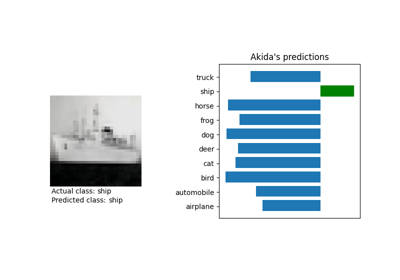 Akida's predictions
truck
ship
horse
frog
dog
deer
cat
bird
automobile
airplane
Actual class: ship
Predicted class: ship